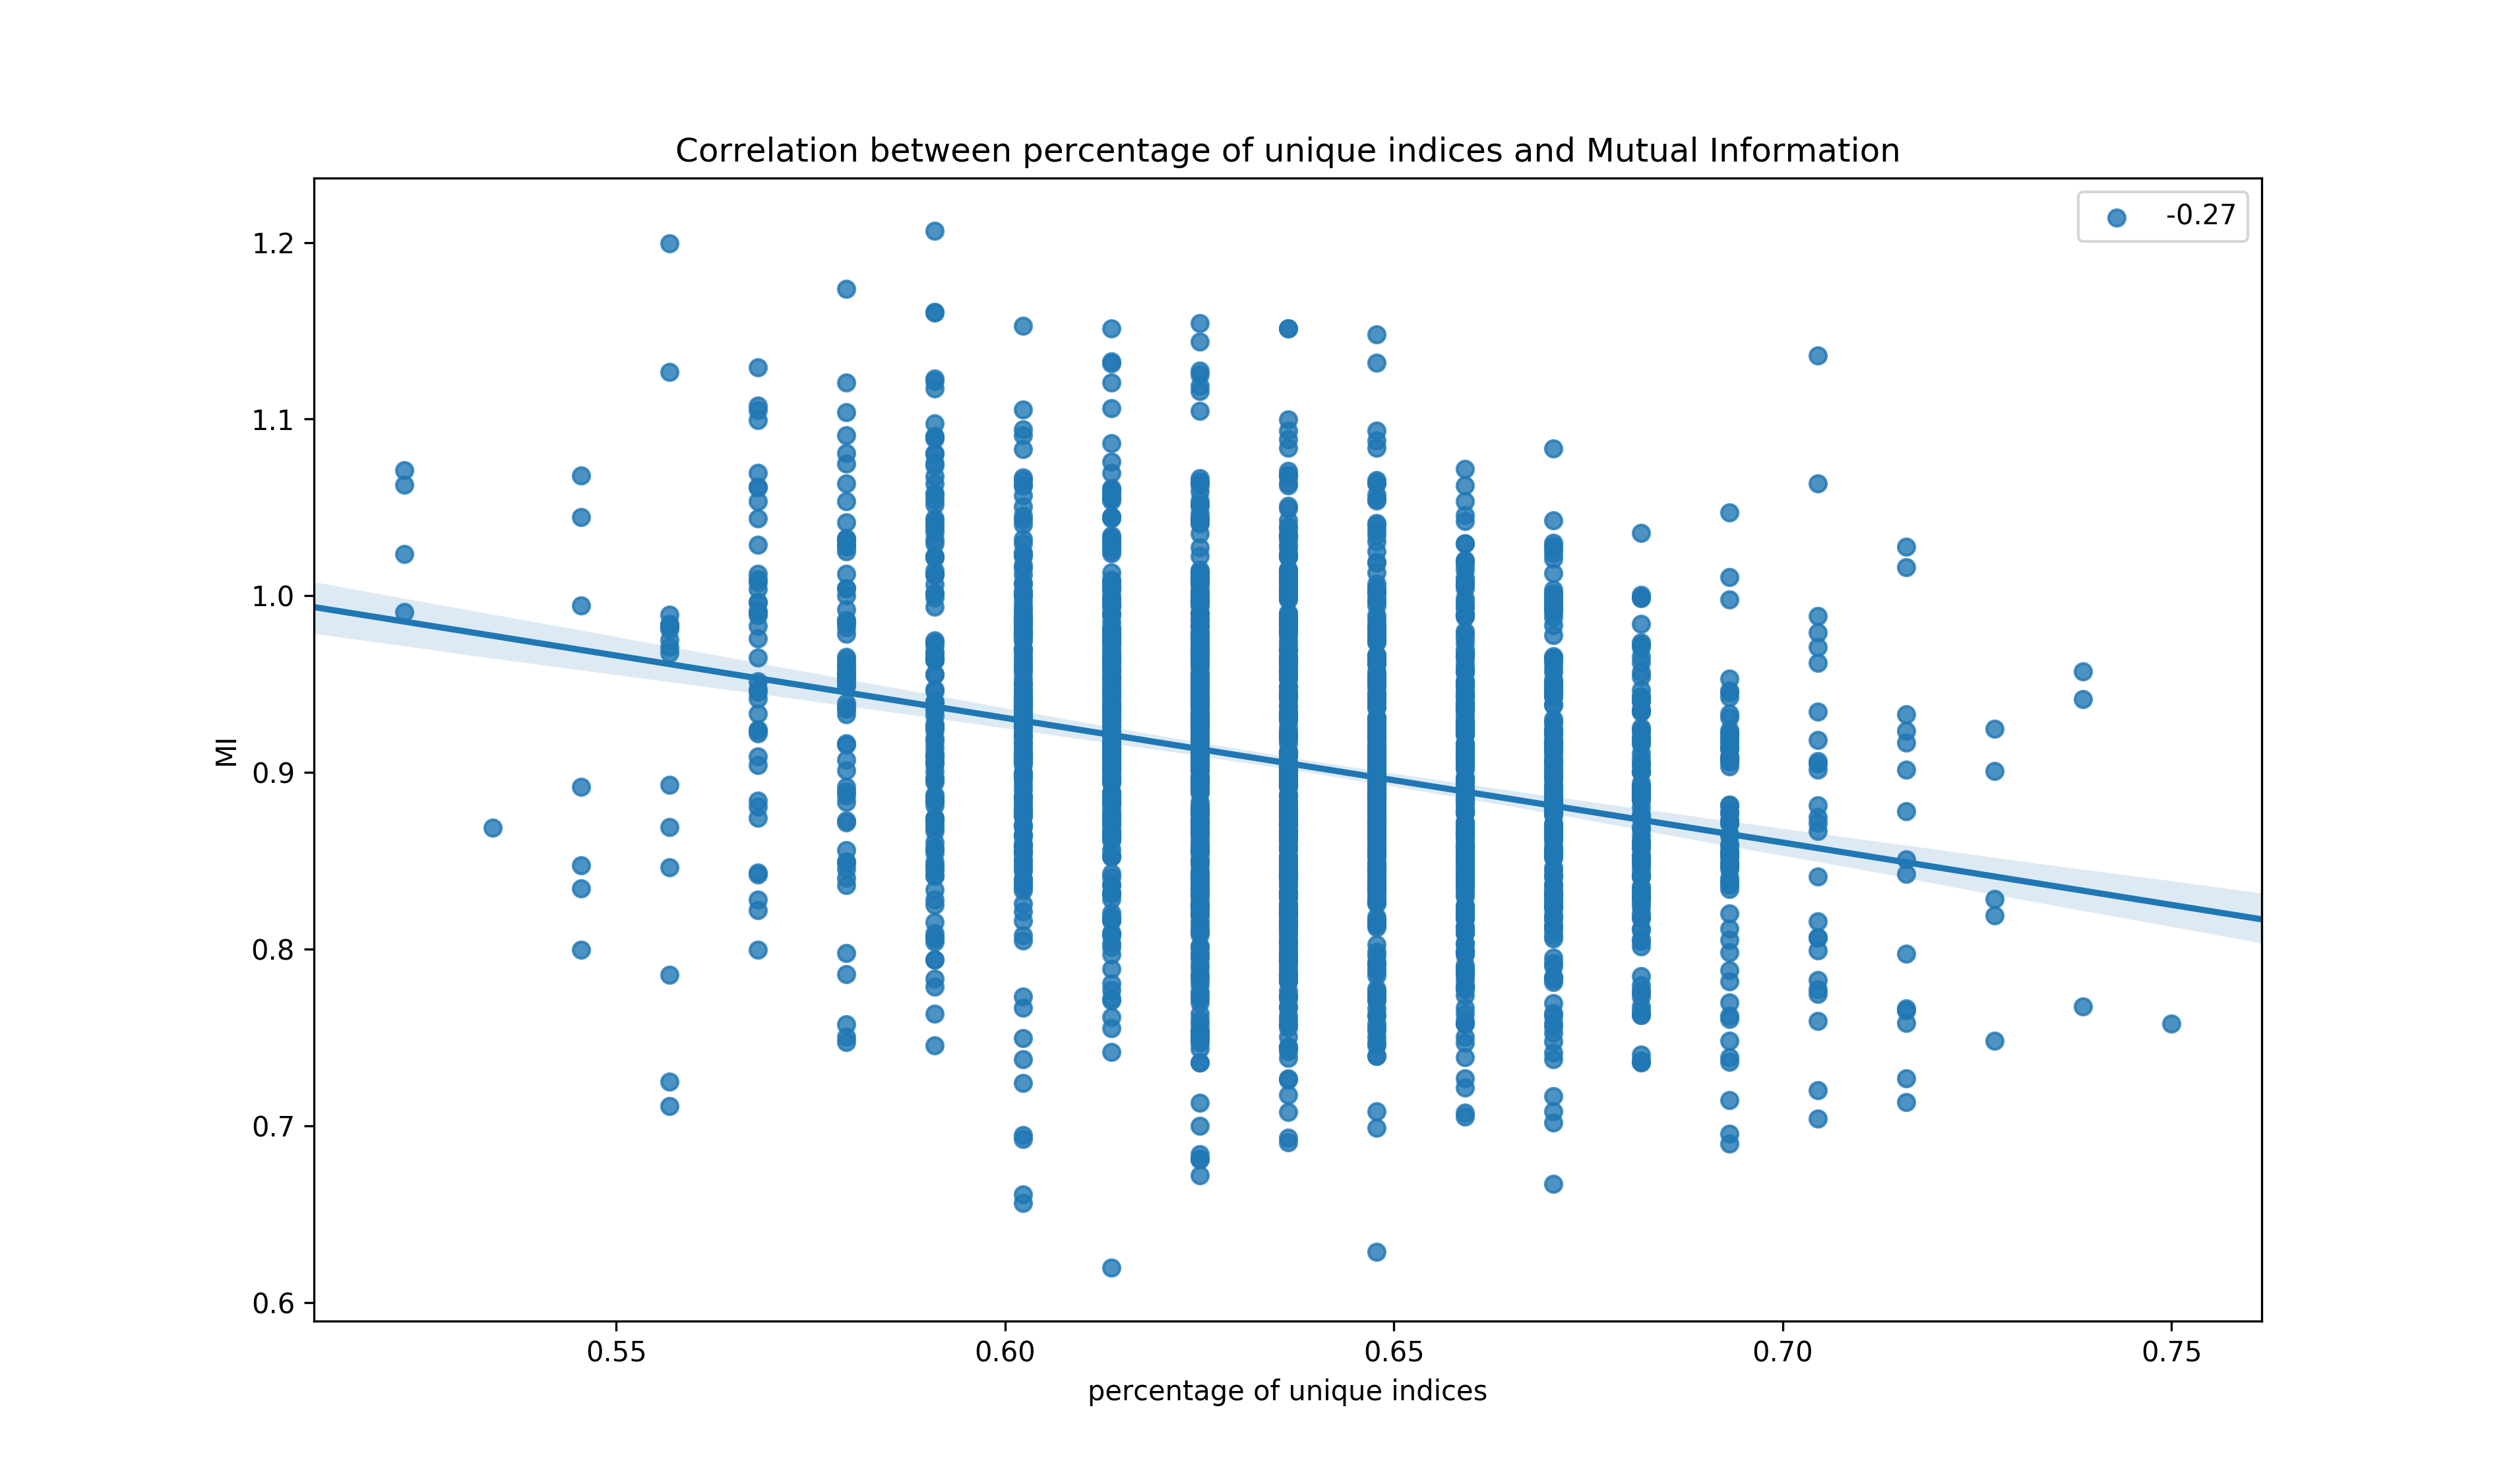 Correlation between percentage of unique indices and Mutual Information
-0.27
1.2
1.1
1.0
0.9
0.8
0.7
0.6
MI
0.55 0.60 0.65 0.70 0.75
percentage of unique indices